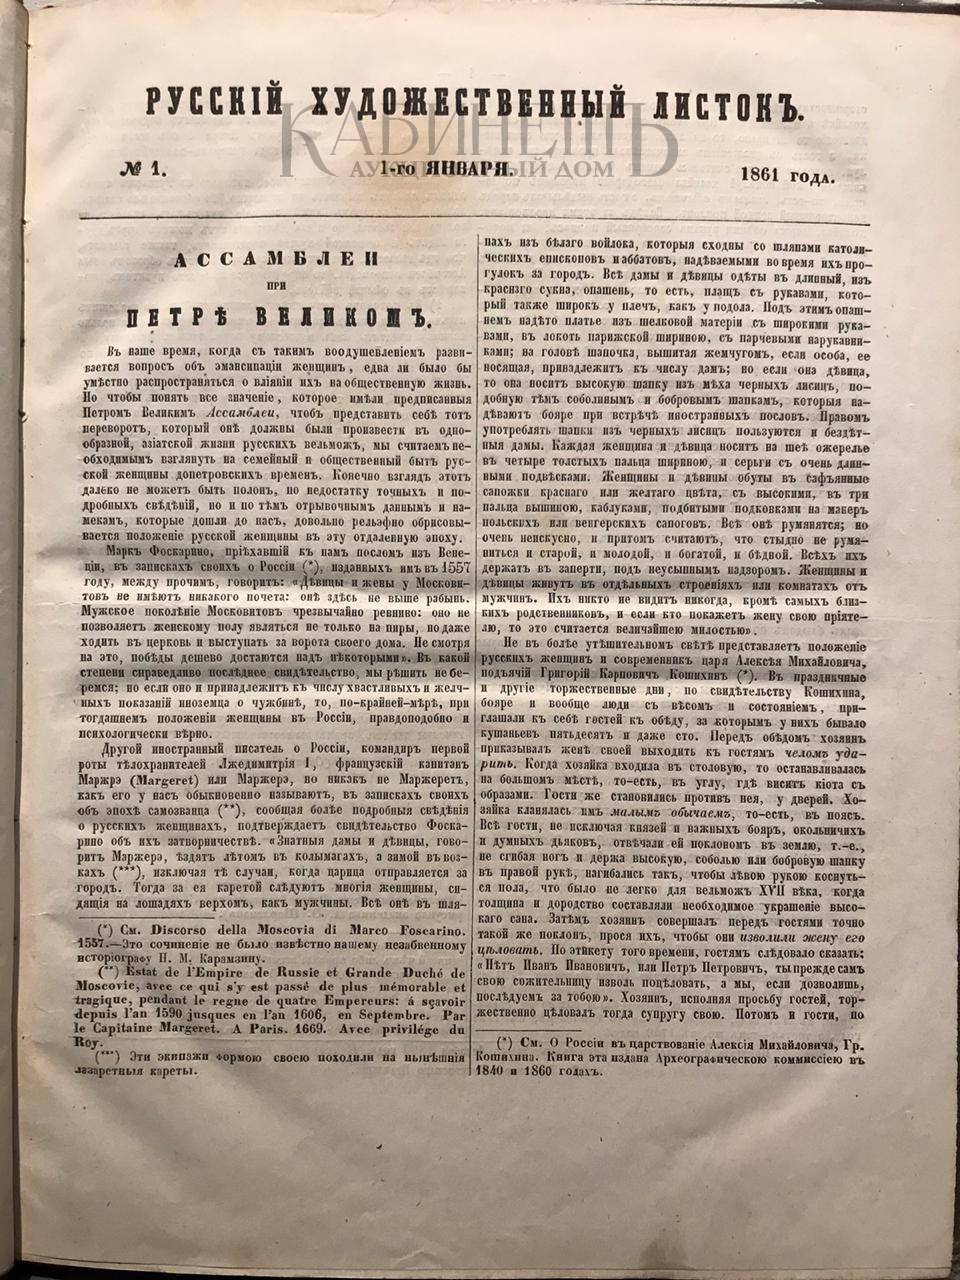 РУССКІЙ ХУДОЖЕСТВЕННЫЙ ЛИСТОКЪ.
КАБИНЕТЪ
АУКЦИОННЫЙ ДОМ
№ 1.
1-го ЯНВАРЯ.
1861 года.
АССАМБЛЕИ
ПРИ
ПЕТРѢ ВЕЛИКОМЪ.
Въ наше время, когда съ такимъ воодушевленіемъ разви-
вается вопросъ объ эмансипаціи женщинъ, едва ли было бы
умѣстно распространяться о вліяніи ихъ на общественную жизнь.
Но чтобы понять все значеніе, которое имѣли предписанныя
Петромъ Великимъ Ассамблеи, чтобъ представить себѣ тотъ
переворотъ, который онѣ должны были произвести въ одно-
образной, азіатской жизни русскихъ вельможъ, мы считаемъ не-
обходимымъ взглянуть на семейный и общественный бытъ рус-
ской женщины допетровскихъ временъ. Конечно взглядъ этотъ
далеко не можетъ быть полонъ, по недостатку точныхъ и по-
дробныхъ свѣдѣній, но и по тѣмъ отрывочнымъ даннымъ и на-
мекамъ, которые дошли до насъ, довольно рельэфно обрисовы-
вается положеніе русской женщины въ эту отдаленную эпоху.
Маркъ Фоскарино, пріѣхавшій къ намъ посломъ изъ Вене-
ціи, въ запискахъ своихъ о Россіи (*), изданныхъ имъ въ 1557
году, между прочимъ, говоритъ: «Дѣвицы и жены у Московп-
товъ не имѣютъ никакого почета: онѣ здѣсь не выше рабынь.
Мужское поколѣніе Московитовъ чрезвычайно ревниво: оно не
позволяетъ женскому полу являться не только на пиры, но даже
ходить въ церковь и выступать за ворота своего дома. Не смотря
на это, побѣды дешево достаются надъ нѣкоторыми». Въ какой
степени справедливо послѣднее свидѣтельство, мы рѣшить не бе-
ремся; но если оно и принадлежитъ къ числу хвастливыхъ и желч-
ныхъ показаній иноземца о чужбинѣ, то, по-крайней-мѣрѣ, при
тогдашнемъ положеніи женщины въ Россіи, правдоподобно и
психологически вѣрно.
Другой иностранный писатель о Россіи, командиръ первой
роты тѣлохранителей Лжедимитрія I, французскій капитанъ
Маржрэ (Margeret) или Маржерэ, но никакъ не Маржеретъ,
какъ его у насъ обыкновенно называютъ, въ запискахъ своихъ
объ эпохѣ самозванца (**), сообщая болѣе подробныя свѣдѣнія
о русскихъ женщинахъ, подтверждаетъ свидѣтельство Фоска-
рино объ ихъ затворничествѣ. «Знатныя дамы и дѣвицы, гово-
ритъ Маржерэ, ѣздятъ лѣтомъ въ колымагахъ, а зимой въ воз-
кахъ (***), изключая тѣ случаи, когда царица отправляется за
городъ. Тогда за ея каретой слѣдуютъ многія женщины, си-
дящія на лошадяхъ верхомъ, какъ мужчины. Всѣ онѣ въ шля-
(*) См. Discorso della Moscovia di Marco Foscarino.
1557.—Это сочиненіе не было извѣстно нашему незабвенному
исторіографу Н. М. Карамзину.
(**) Estat de l'Empire de Russie et Grande Duché de
Moscovie, avec ce qui s'y est passé de plus mémorable et
tragique, pendant le regne de quatre Empereurs: á sçavoir
depuis l'an 1590 jusques en l'an 1606, en Septembre. Par
le Capitaine Margeret. A Paris. 1669. Avec privilége du
Roy.
(***) Эти экипажи формою своею походили на нынѣшнія
лазаретныя кареты.
пахъ изъ бѣлаго войлока, которыя сходны со шляпами католи-
ческихъ епископовъ и аббатовъ, надѣваемыми во время ихъ про-
гулокъ за городъ. Всѣ дамы и дѣвицы одѣты въ длинный, изъ
краснаго сукна, опашень, то есть, плащъ съ рукавами, кото-
рый также широкъ у плечъ, какъ у подола. Подъ этимъ опаш-
немъ надѣто платье изъ шелковой матеріи съ широкими рука-
вами, въ локоть парижской шириною, съ парчевыми нарукавни-
ками; на головѣ шапочка, вышитая жемчугомъ, если особа, ее
носящая, принадлежитъ къ числу дамъ; но если она дѣвица,
то опа носитъ высокую шапку изъ мѣха черныхъ лисицъ, по-
добную тѣмъ собольинымъ и бобровымъ шапкамъ, которыя на-
дѣваютъ бояре при встрѣчѣ иностранныхъ пословъ. Правомъ
употреблять шапки изъ черныхъ лисицъ пользуются и бездѣт-
ныя дамы. Каждая женщина и дѣвица носитъ на шеѣ ожерелье
въ четыре толстыхъ пальца шириною, и серьги съ очень длин-
ными подвѣсками. Женщины и дѣвицы обуты въ сафъянные
сапожки краснаго или желтаго цвѣта, съ высокими, въ три
пальца вышиною, каблуками, подбитыми подковками на манеръ
польскихъ или венгерскихъ сапоговъ. Всѣ онѣ румянятся; но
очень неискусно, и притомъ считаютъ, что стыдно не румя-
ниться и старой, и молодой, и богатой, и бѣдной. Всѣхъ ихъ
держатъ въ заперти, подъ неусыпнымъ надзоромъ. Женщины и
дѣвицы живутъ въ отдѣльныхъ строеніяхъ или комнатахъ отъ
мужчинъ. Ихъ никто не видитъ никогда, кромѣ самыхъ близ-
кихъ родственниковъ, и если кто покажетъ жену свою пріяте-
лю, то это считается величайшею милостью».
Не въ болѣе утѣшительномъ свѣтѣ представляетъ положеніе
русскихъ женщинъ и современникъ царя Алексѣя Михайловича,
подъячій Григорій Карповичъ Кошихинъ (*). Въ праздничные
и другіе торжественные дни, по свидѣтельству Кошихина,
бояре и вообще люди съ вѣсомъ и состояніемъ, при-
глашали къ себѣ гостей къ обѣду, за которымъ у нихъ бывало
кушаньевъ пятьдесятъ и даже сто. Передъ обѣдомъ хозяинъ
приказывалъ женѣ своей выходить къ гостямъ челомъ уда-
рить. Когда хозяйка входила въ столовую, то останавливалась
на большомъ мѣстѣ, то-есть, въ углу, гдѣ виситъ кіота съ
образами. Гости же становились противъ нея, у дверей. Хо-
зяйка кланялась имъ малымъ обычаемъ, то-есть, въ поясъ.
Всѣ гости, не исключая князей и важныхъ бояръ, окольничихъ
и думныхъ дьяковъ, отвѣчали ей поклономъ въ землю, т.-е.,
не сгибая ногъ и держа высокую, соболью или бобровую шапку
въ правой рукѣ, нагибались такъ, чтобы лѣвою рукою коснуть-
ся пола, что было не легко для вельможъ XVII вѣка, когда
толщина и дородство составляли необходимое украшеніе высо-
каго сана. Затѣмъ хозяинъ совершалъ передъ гостями точно
такой же поклонъ, прося ихъ, чтобы они изволили жену его
цѣловать. По этикету того времени, гостямъ слѣдовало сказать:
«Нѣтъ Иванъ Ивановичъ, или Петръ Петровичъ, ты прежде самъ
свою сожительницу изволь поцѣловать, а мы, если дозволишь,
послѣдуемъ за тобою». Хозяинъ, исполняя просьбу гостей, тор-
жественно цѣловалъ тогда супругу свою. Потомъ и гости, по
(*) См. О Россіи въ царствованіе Алексія Михайловича, Гр.
Кошихина. Книга эта издана Археографическою коммиссіею въ
1840 и 1860 годахъ.